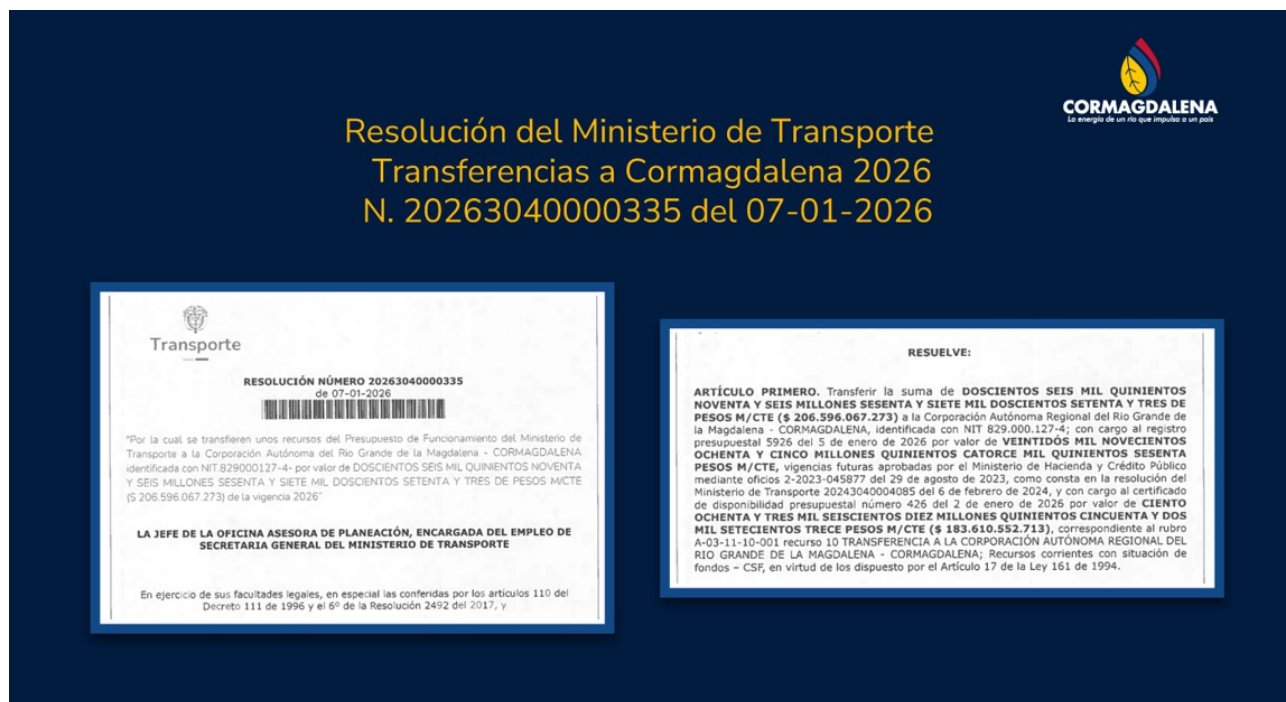 CORMAGDALENA
La energía de un río que impulsa a un país
Resolución del Ministerio de Transporte
Transferencias a Cormagdalena 2026
N. 20263040000335 del 07-01-2026
Transporte
RESOLUCIÓN NÚMERO 20263040000335
de 07-01-2026
"Por la cual se transfieren unos recursos del Presupuesto de Funcionamiento del Ministerio de
Transporte a la Corporación Autónoma del Rio Grande de la Magdalena - CORMAGDALENA
identificada con NIT.829000127-4- por valor de DOSCIENTOS SEIS MIL QUINIENTOS NOVENTA
Y SEIS MILLONES SESENTA Y SIETE MIL DOSCIENTOS SETENTA Y TRES DE PESOS M/CTE
($ 206.596.067.273) de la vigencia 2026"
LA JEFE DE LA OFICINA ASESORA DE PLANEACIÓN, ENCARGADA DEL EMPLEO DE
SECRETARIA GENERAL DEL MINISTERIO DE TRANSPORTE
En ejercicio de sus facultades legales, en especial las conferidas por los artículos 110 del
Decreto 111 de 1996 y el 6º de la Resolución 2492 del 2017, y
RESUELVE:
ARTÍCULO PRIMERO. Transferir la suma de DOSCIENTOS SEIS MIL QUINIENTOS
NOVENTA Y SEIS MILLONES SESENTA Y SIETE MIL DOSCIENTOS SETENTA Y TRES DE
PESOS M/CTE ($ 206.596.067.273) a la Corporación Autónoma Regional del Rio Grande de
la Magdalena - CORMAGDALENA, identificada con NIT 829.000.127-4; con cargo al registro
presupuestal 5926 del 5 de enero de 2026 por valor de VEINTIDÓS MIL NOVECIENTOS
OCHENTA Y CINCO MILLONES QUINIENTOS CATORCE MIL QUINIENTOS SESENTA
PESOS M/CTE, vigencias futuras aprobadas por el Ministerio de Hacienda y Crédito Público
mediante oficios 2-2023-045877 del 29 de agosto de 2023, como consta en la resolución del
Ministerio de Transporte 20243040004085 del 6 de febrero de 2024, y con cargo al certificado
de disponibilidad presupuestal número 426 del 2 de enero de 2026 por valor de CIENTO
OCHENTA Y TRES MIL SEISCIENTOS DIEZ MILLONES QUINIENTOS CINCUENTA Y DOS
MIL SETECIENTOS TRECE PESOS M/CTE ($ 183.610.552.713), correspondiente al rubro
A-03-11-10-001 recurso 10 TRANSFERENCIA A LA CORPORACIÓN AUTÓNOMA REGIONAL DEL
RIO GRANDE DE LA MAGDALENA - CORMAGDALENA; Recursos corrientes con situación de
fondos – CSF, en virtud de los dispuesto por el Artículo 17 de la Ley 161 de 1994.